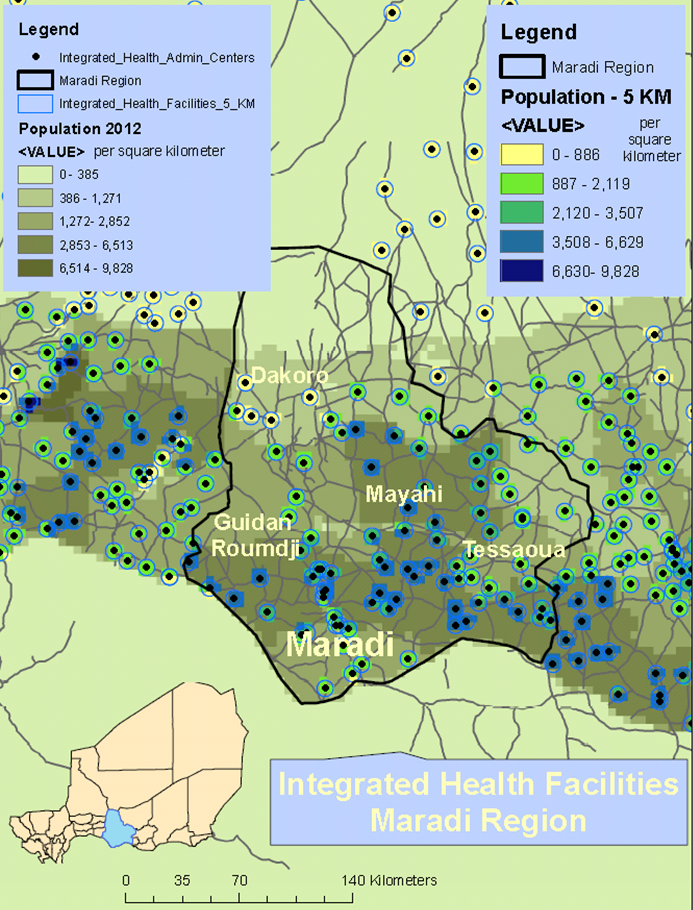 Legend
Integrated_Health_Admin_Centers
Maradi Region
Integrated_Health_Facilities_5_KM
Population 2012
<VALUE> per square kilometer
0- 385
386 - 1,271
1,272- 2,852
2,853 - 6,513
6,514 - 9,828
Legend
Maradi Region
Population - 5 KM
<VALUE> per square kilometer
0 - 886
887 - 2,119
2,120 - 3,507
3,508 - 6,629
6,630- 9,828
Dakoro
Mayahi
Guidan
Roumdji
Tessaoua
Maradi
Integrated Health Facilities
Maradi Region
0 35 70 140 Kilometers